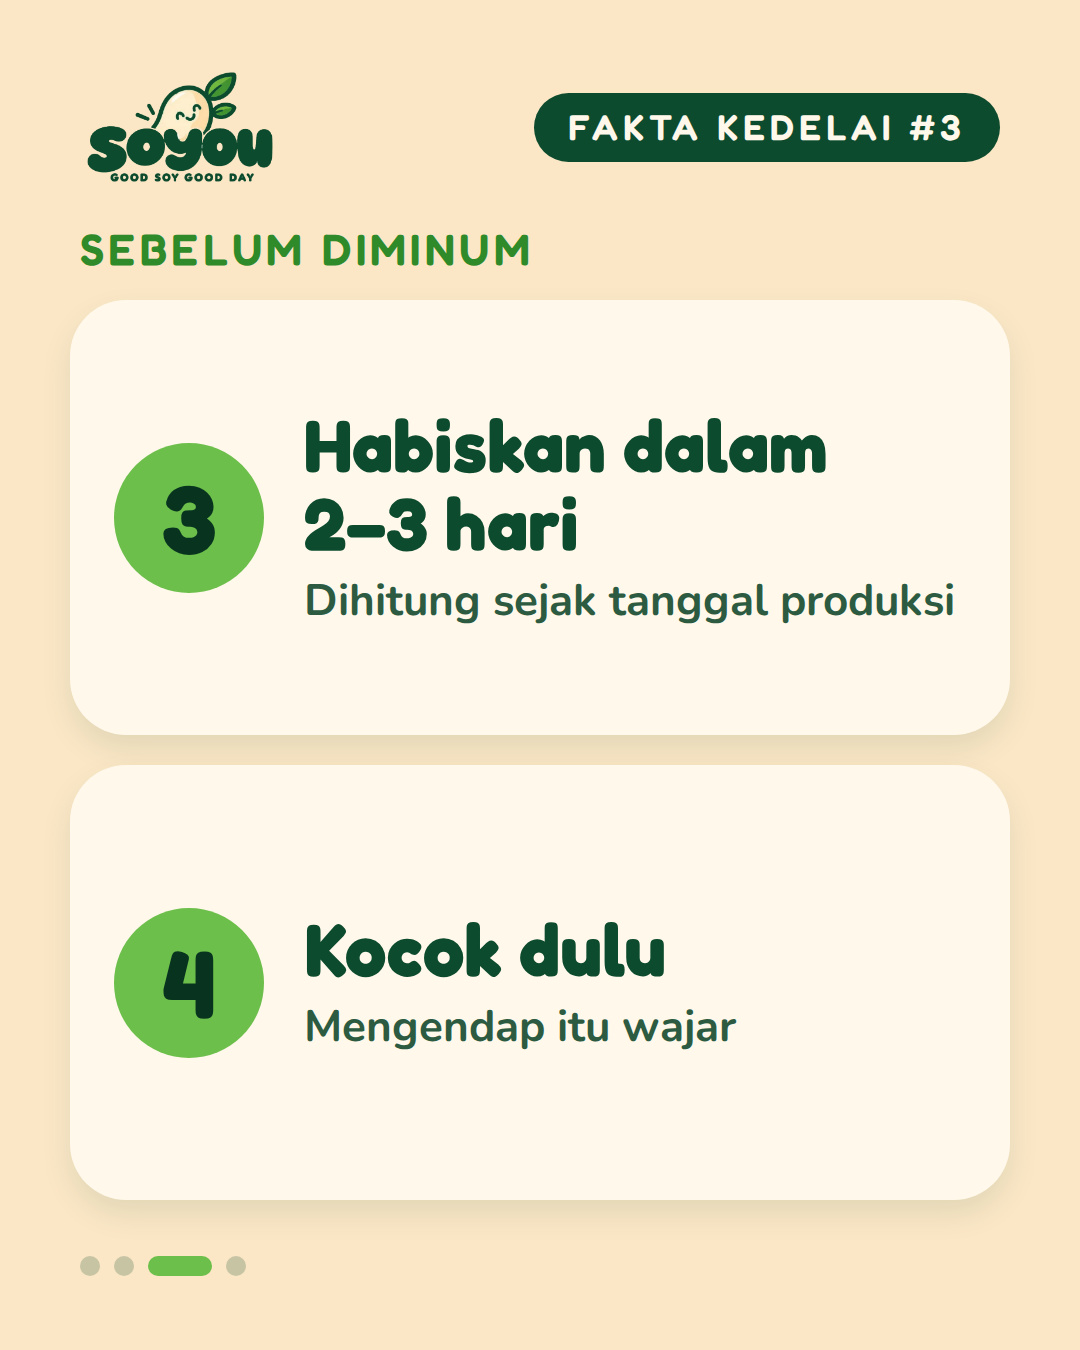 soyou
GOOD SOY GOOD DAY
FAKTA KEDELAI #3
SEBELUM DIMINUM
3
Habiskan dalam
2–3 hari
Dihitung sejak tanggal produksi
4
Kocok dulu
Mengendap itu wajar